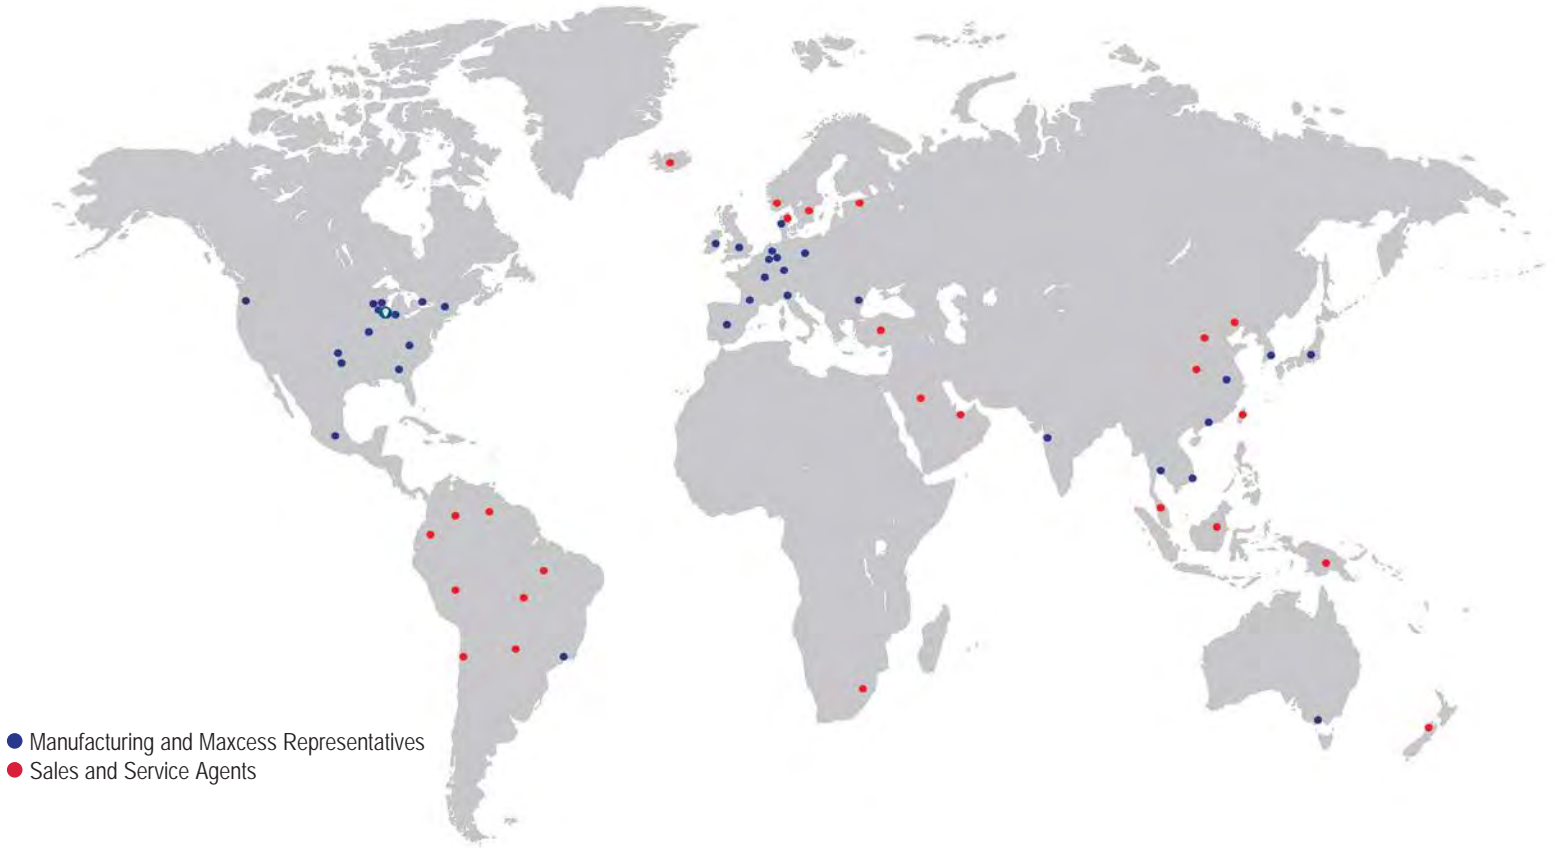 Manufacturing and Maxcess Representatives
Sales and Service Agents